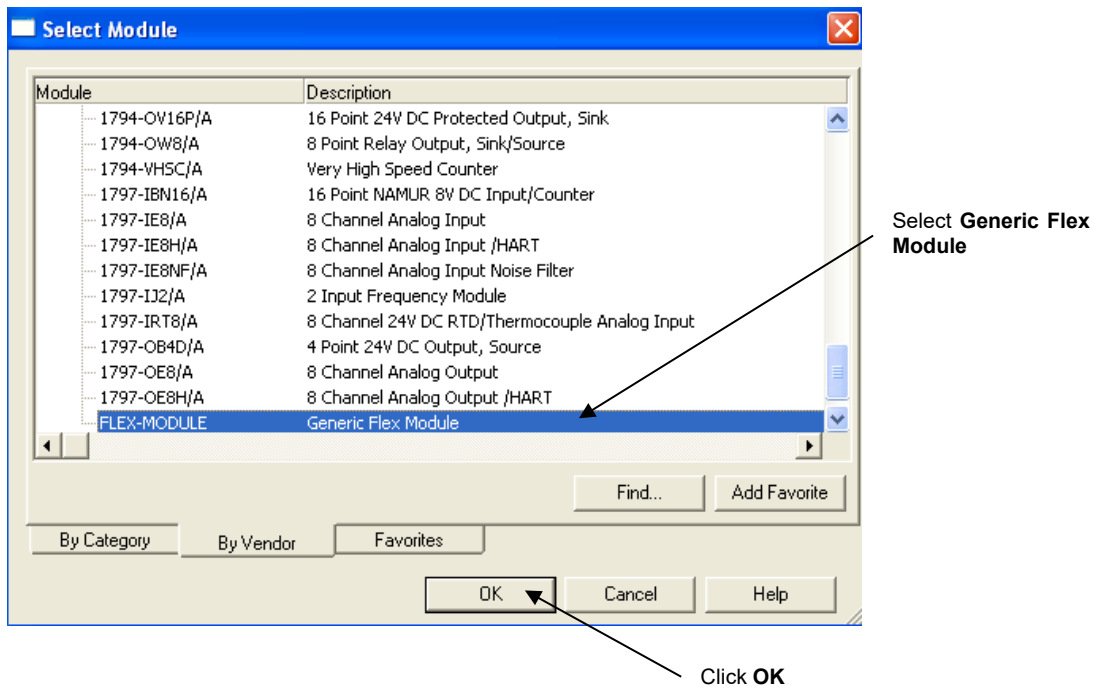 Select Module
Module Description
1794-OV16P/A 16 Point 24V DC Protected Output, Sink
1794-OW8/A 8 Point Relay Output, Sink/Source
1794-VHSC/A Very High Speed Counter
1797-IBN16/A 16 Point NAMUR 8V DC Input/Counter
1797-IE8/A 8 Channel Analog Input
1797-IE8H/A 8 Channel Analog Input /HART
1797-IE8NF/A 8 Channel Analog Input Noise Filter
1797-IJ2/A 2 Input Frequency Module
1797-IRT8/A 8 Channel 24V DC RTD/Thermocouple Analog Input
1797-OB4D/A 4 Point 24V DC Output, Source
1797-OE8/A 8 Channel Analog Output
1797-OE8H/A 8 Channel Analog Output /HART
FLEX-MODULE Generic Flex Module
Select Generic Flex
Module
Find... Add Favorite
By Category By Vendor Favorites
OK Cancel Help
Click OK